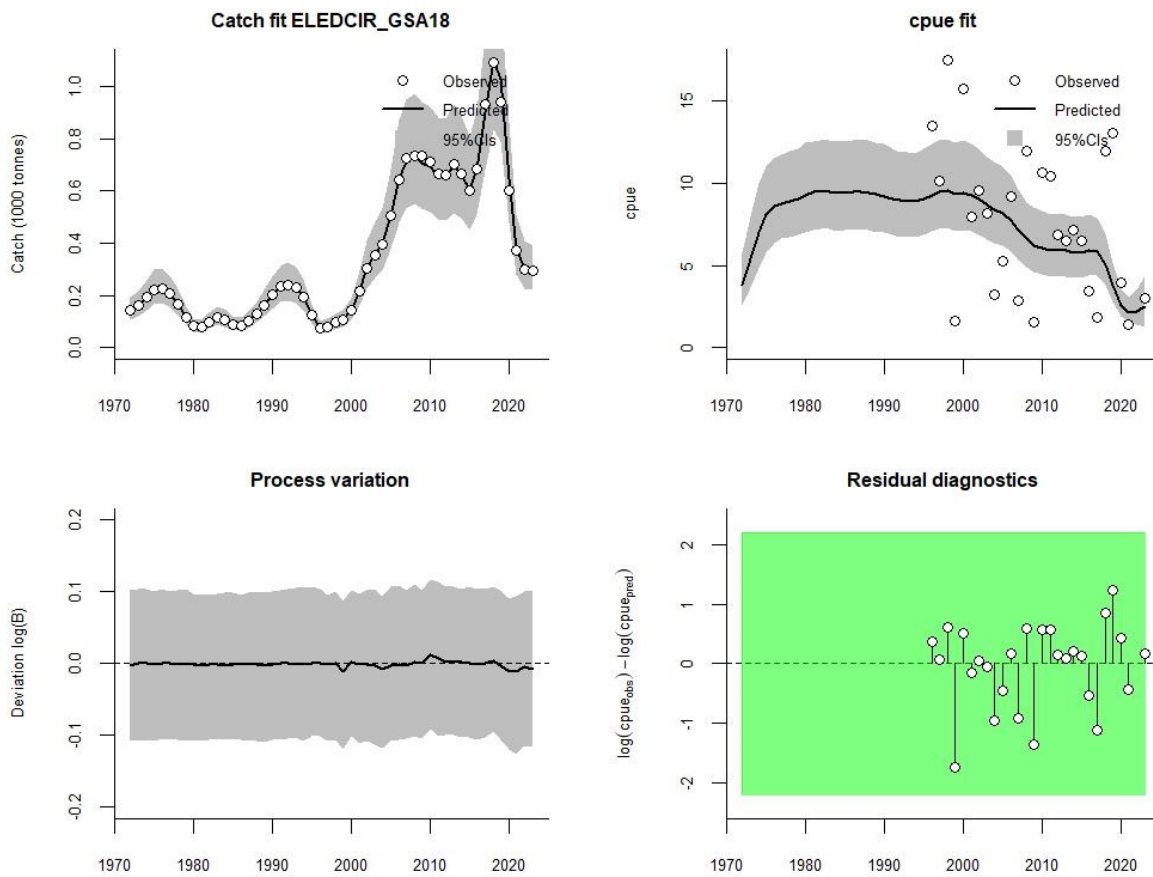 Catch fit ELEDCIR_GSA18
Catch (1000 tonnes)
1.0
0.8
0.6
0.4
0.2
0.0
Observed
Predicted
95%CIs
1970 1980 1990 2000 2010 2020
cpue fit
cpue
15
10
5
0
Observed
Predicted
95%CIs
1970 1980 1990 2000 2010 2020
Process variation
Deviation log(B)
0.2
0.1
0.0
-0.1
-0.2
1970 1980 1990 2000 2010 2020
Residual diagnostics
log(cpue_obs) − log(cpue_pred)
2
1
0
-1
-2
1970 1980 1990 2000 2010 2020